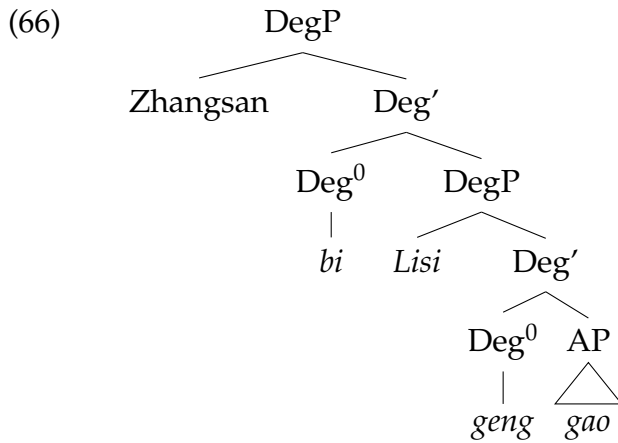 (66) DegP
Zhangsan Deg’
Deg⁰ DegP
bi Lisi Deg’
Deg⁰ AP
geng gao